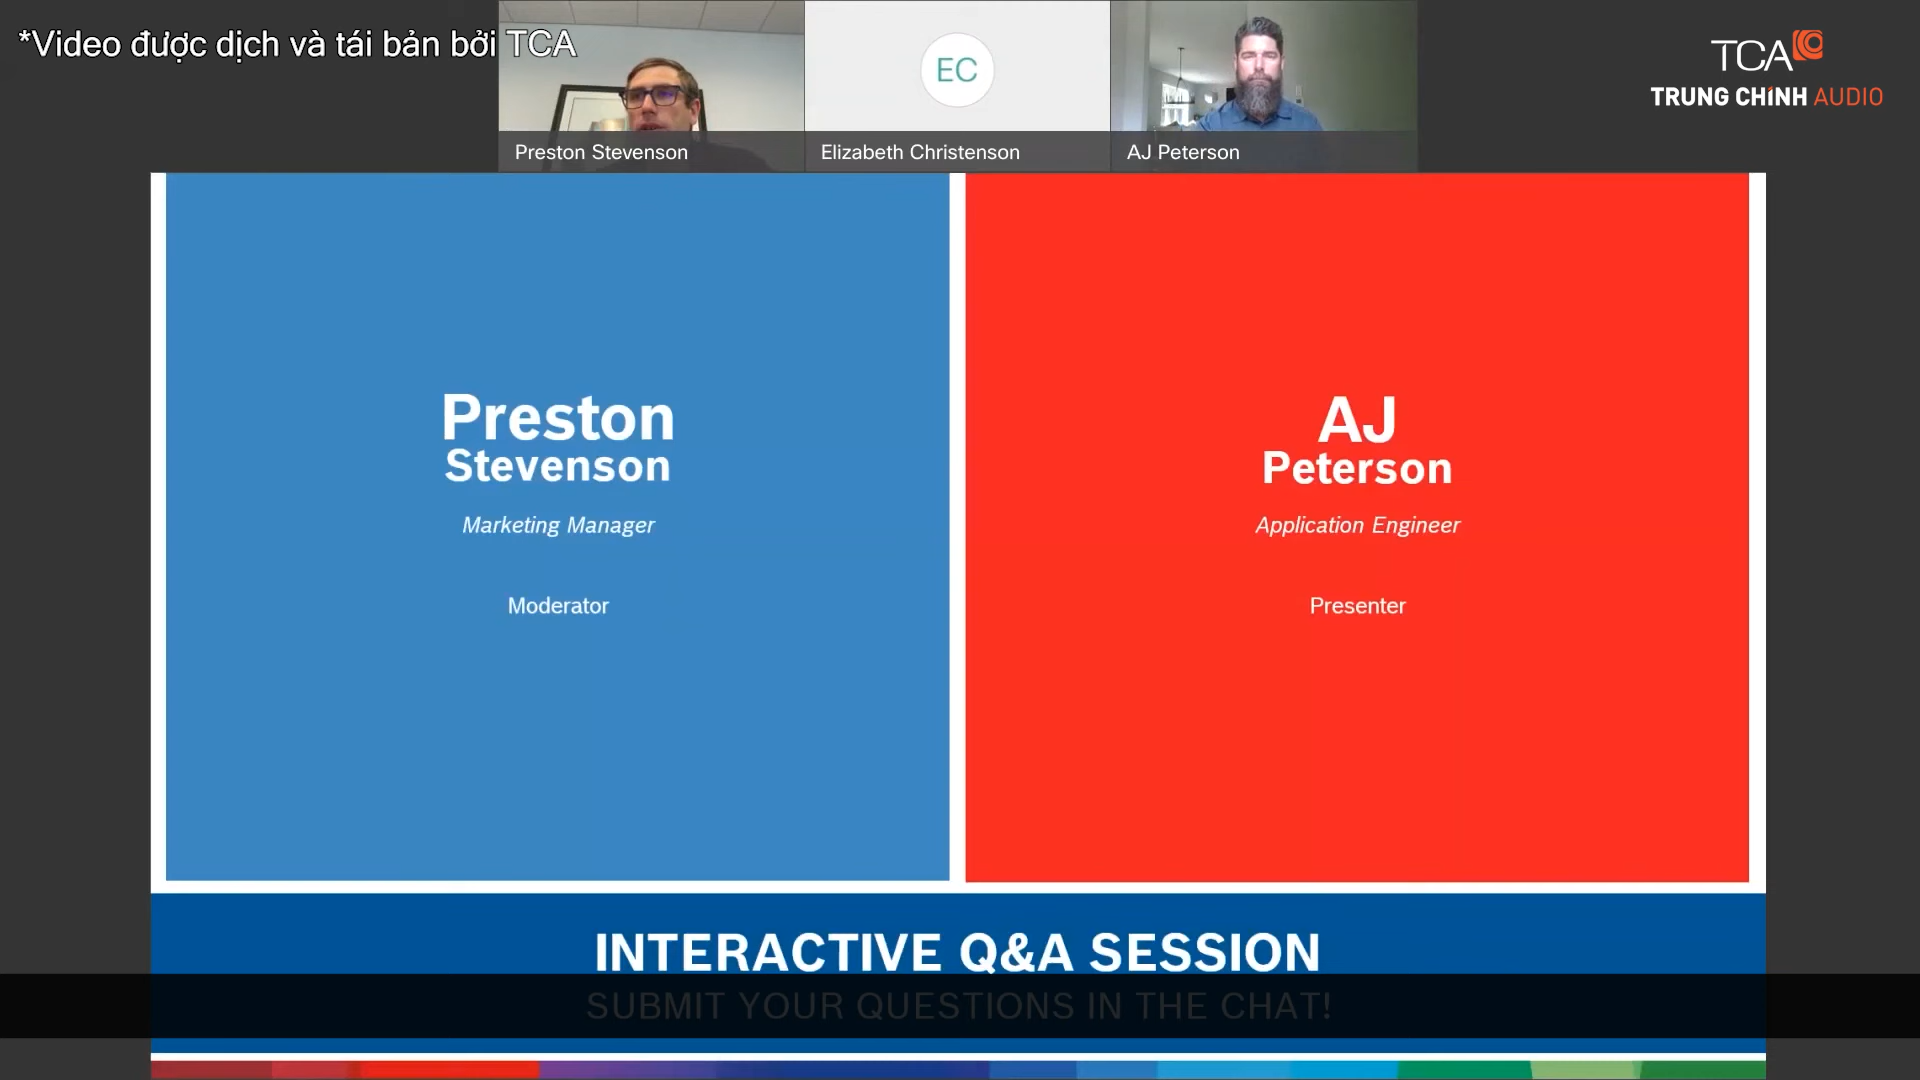 *Video được dịch và tái bản bởi TCA
EC
Preston Stevenson
Elizabeth Christenson
AJ Peterson
TCA
TRUNG CHÍNH AUDIO
Preston
Stevenson
Marketing Manager
Moderator
AJ
Peterson
Application Engineer
Presenter
INTERACTIVE Q&A SESSION
SUBMIT YOUR QUESTIONS IN THE CHAT!